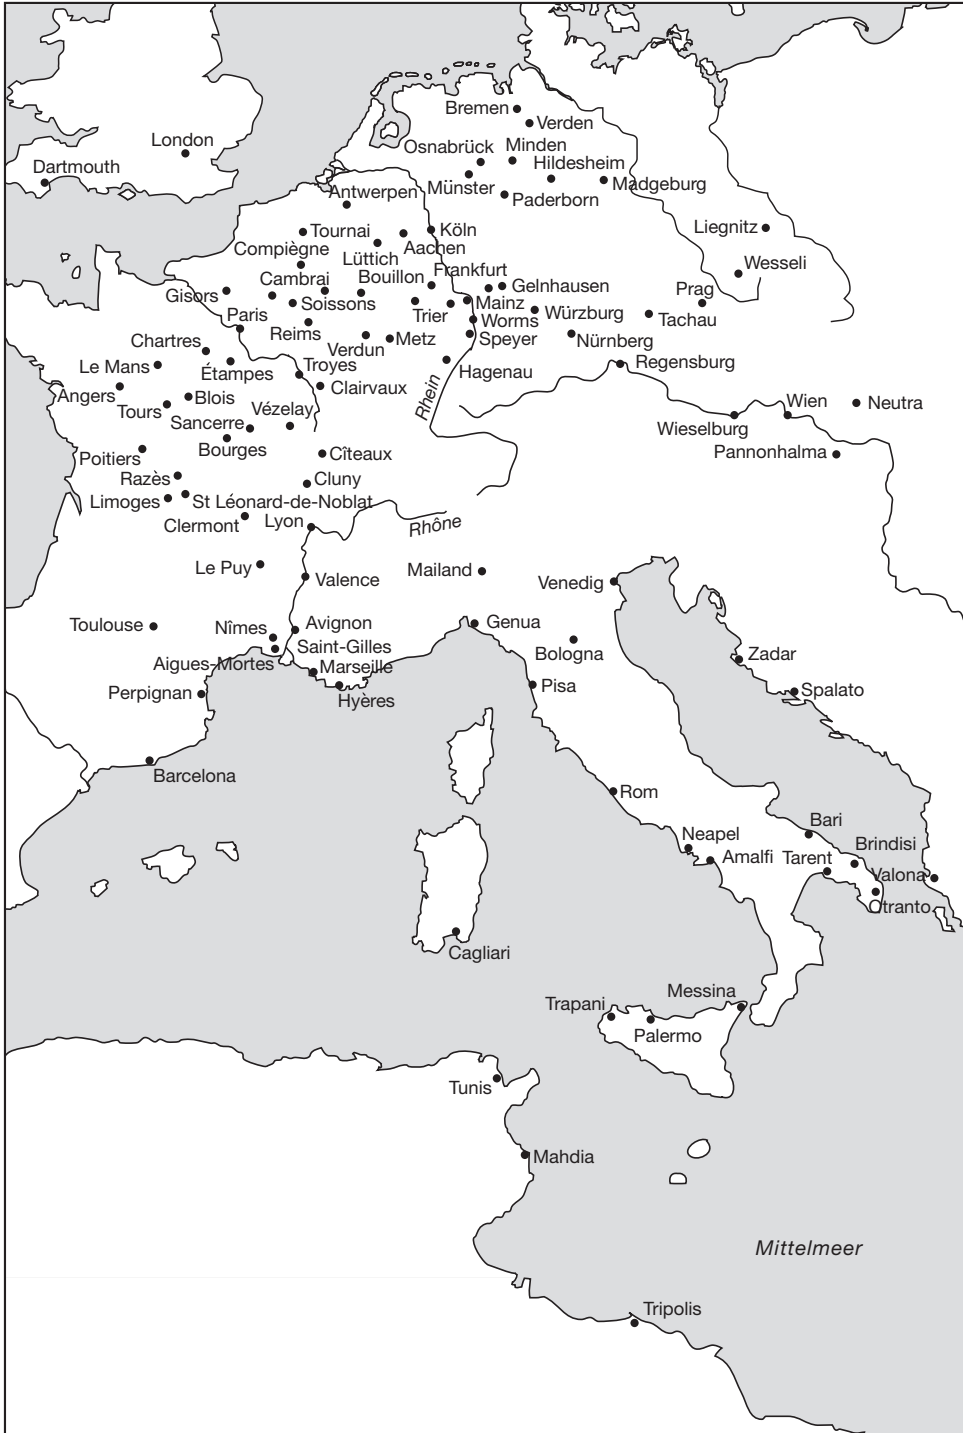 Bremen
Verden
London
Osnabrück
Minden
Hildesheim
Dartmouth
Münster
Madgeburg
Antwerpen
Paderborn
Tournai
Köln
Liegnitz
Compiègne
Lüttich
Aachen
Wesseli
Cambrai
Bouillon
Frankfurt
Gelnhausen
Prag
Gisors
Soissons
Trier
Mainz
Würzburg
Tachau
Paris
Reims
Worms
Chartres
Verdun
Metz
Speyer
Nürnberg
Le Mans
Étampes
Troyes
Hagenau
Regensburg
Angers
Blois
Clairvaux
Rhein
Tours
Vézelay
Wien
Neutra
Sancerre
Wieselburg
Bourges
Cîteaux
Pannonhalma
Poitiers
Razès
Cluny
Limoges
St Léonard-de-Noblat
Clermont
Lyon
Rhône
Le Puy
Valence
Mailand
Venedig
Toulouse
Nîmes
Avignon
Genua
Saint-Gilles
Bologna
Zadar
Aigues-Mortes
Marseille
Perpignan
Hyères
Pisa
Spalato
Barcelona
Rom
Bari
Neapel
Brindisi
Amalfi
Tarent
Valona
Otranto
Cagliari
Messina
Trapani
Palermo
Tunis
Mahdia
Mittelmeer
Tripolis